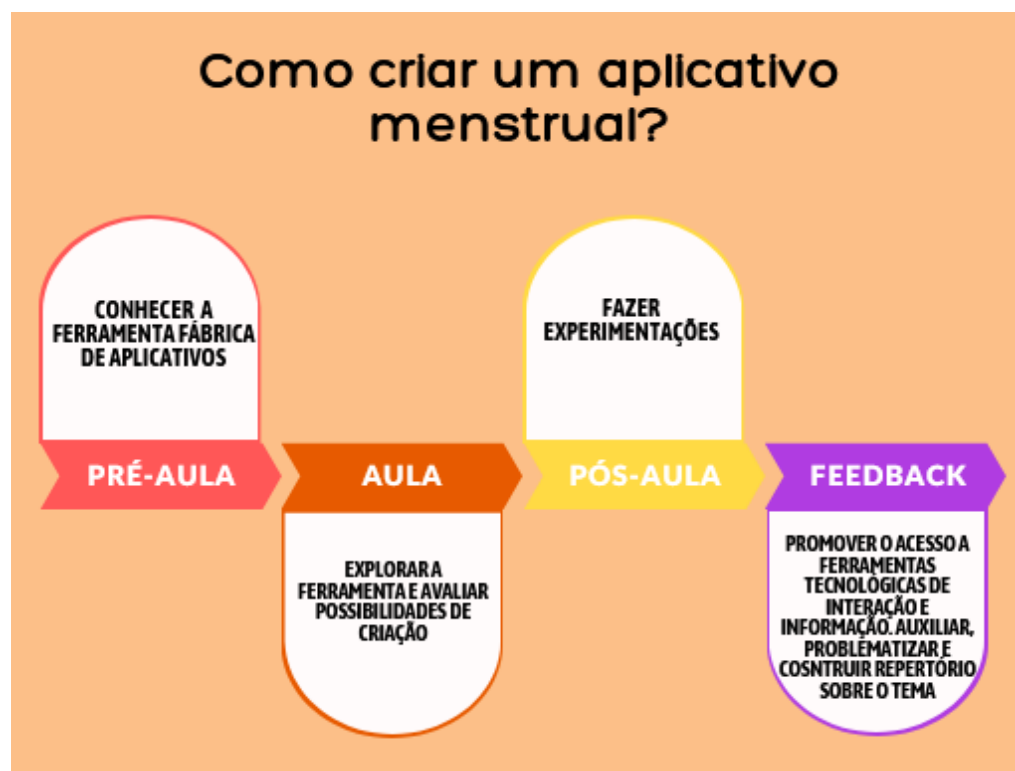 Como criar um aplicativo
menstrual?
CONHECER A
FERRAMENTA FÁBRICA
DE APLICATIVOS
PRÉ-AULA
AULA
EXPLORAR A
FERRAMENTA E AVALIAR
POSSIBILIDADES DE
CRIAÇÃO
FAZER
EXPERIMENTAÇÕES
PÓS-AULA
FEEDBACK
PROMOVER O ACESSO A
FERRAMENTAS
TECNOLÓGICAS DE
INTERAÇÃO E
INFORMAÇÃO. AUXILIAR,
PROBLEMATIZAR E
COSNTRUIR REPERTÓRIO
SOBRE O TEMA